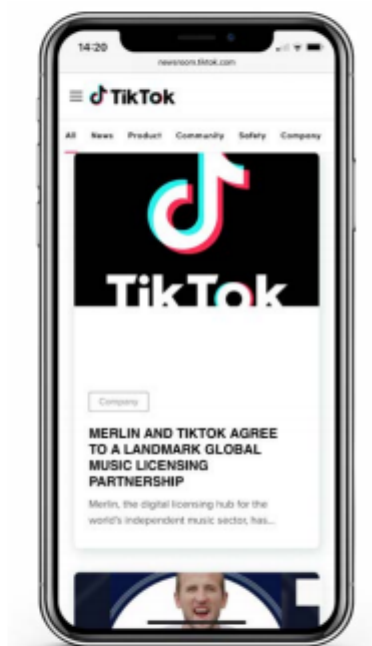 14:20
newsroom.tiktok.com
TikTok
All News Product Community Safety Company
TikTok
Company
MERLIN AND TIKTOK AGREE
TO A LANDMARK GLOBAL
MUSIC LICENSING
PARTNERSHIP
Merlin, the digital licensing hub for the
world's independent music sector, has...